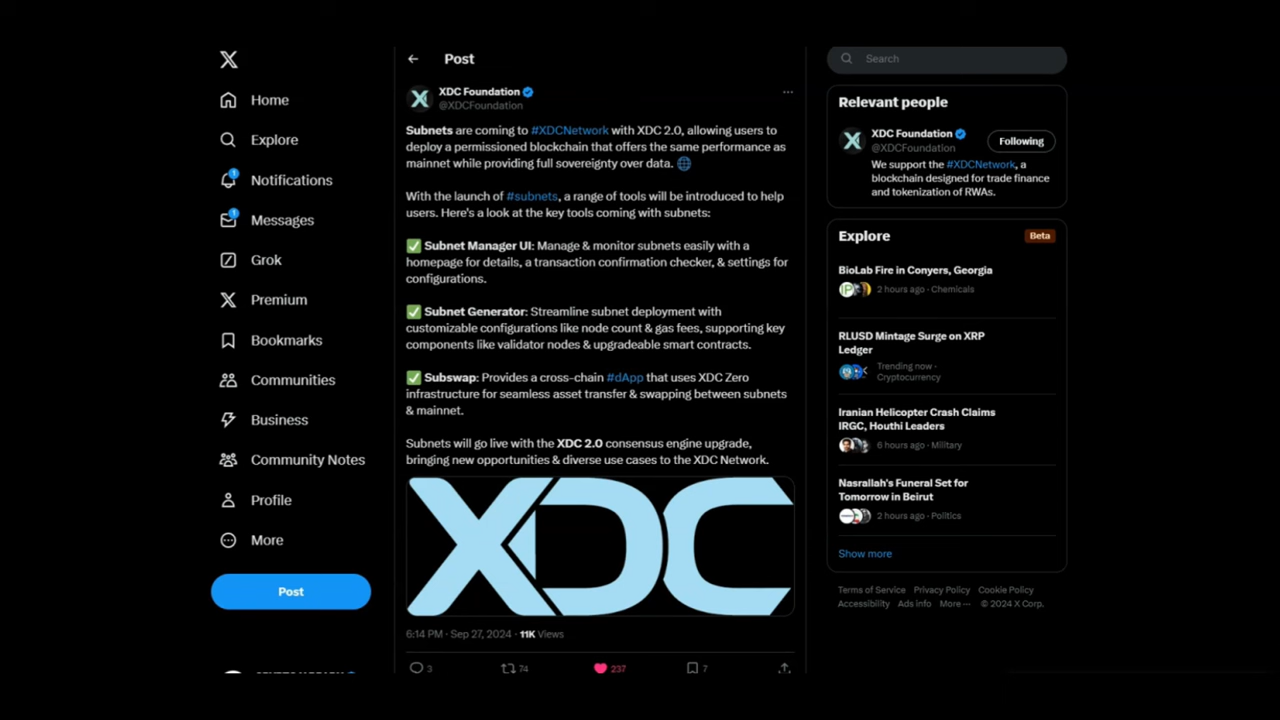 X
Home
Explore
1
Notifications
1
Messages
Grok
Premium
Bookmarks
Communities
Business
Community Notes
Profile
More
Post
Post
XDC Foundation
@XDCFoundation
Subnets are coming to #XDCNetwork with XDC 2.0, allowing users to
deploy a permissioned blockchain that offers the same performance as
mainnet while providing full sovereignty over data.
With the launch of #subnets, a range of tools will be introduced to help
users. Here's a look at the key tools coming with subnets:
Subnet Manager UI: Manage & monitor subnets easily with a
homepage for details, a transaction confirmation checker, & settings for
configurations.
Subnet Generator: Streamline subnet deployment with
customizable configurations like node count & gas fees, supporting key
components like validator nodes & upgradeable smart contracts.
Subswap: Provides a cross-chain #dApp that uses XDC Zero
infrastructure for seamless asset transfer & swapping between subnets
& mainnet.
Subnets will go live with the XDC 2.0 consensus engine upgrade,
bringing new opportunities & diverse use cases to the XDC Network.
XDC
6:14 PM · Sep 27, 2024 · 11K Views
3 74 237 7
Search
Relevant people
XDC Foundation
@XDCFoundation
Following
We support the #XDCNetwork, a
blockchain designed for trade finance
and tokenization of RWAs.
Explore
Beta
BioLab Fire in Conyers, Georgia
2 hours ago · Chemicals
RLUSD Mintage Surge on XRP
Ledger
Trending now ·
Cryptocurrency
Iranian Helicopter Crash Claims
IRGC, Houthi Leaders
6 hours ago · Military
Nasrallah's Funeral Set for
Tomorrow in Beirut
2 hours ago · Politics
Show more
Terms of Service Privacy Policy Cookie Policy
Accessibility Ads info More ··· © 2024 X Corp.